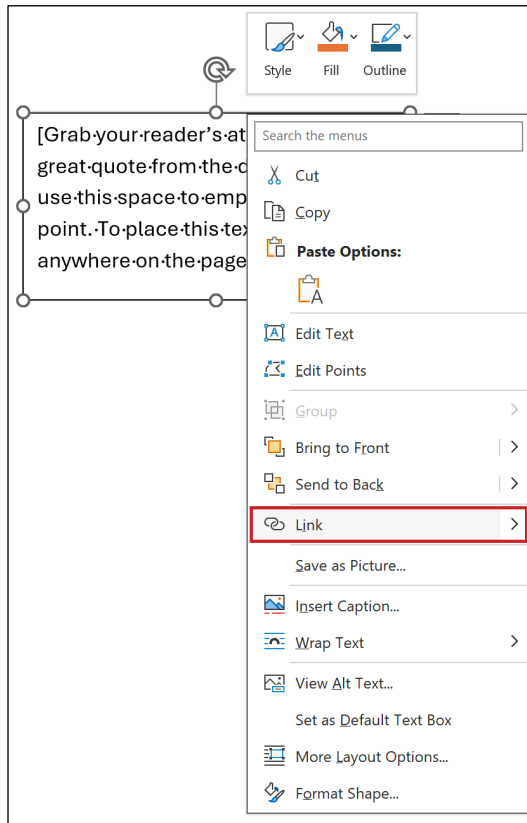 Style Fill Outline
[Grab·your·reader's·at
great·quote·from·the·
use·this·space·to·emp
point.·To·place·this·te
anywhere·on·the·page
Search the menus
Cut
Copy
Paste Options:
A
Edit Text
Edit Points
Group
Bring to Front
Send to Back
Link
Save as Picture...
Insert Caption...
Wrap Text
View Alt Text...
Set as Default Text Box
More Layout Options...
Format Shape...